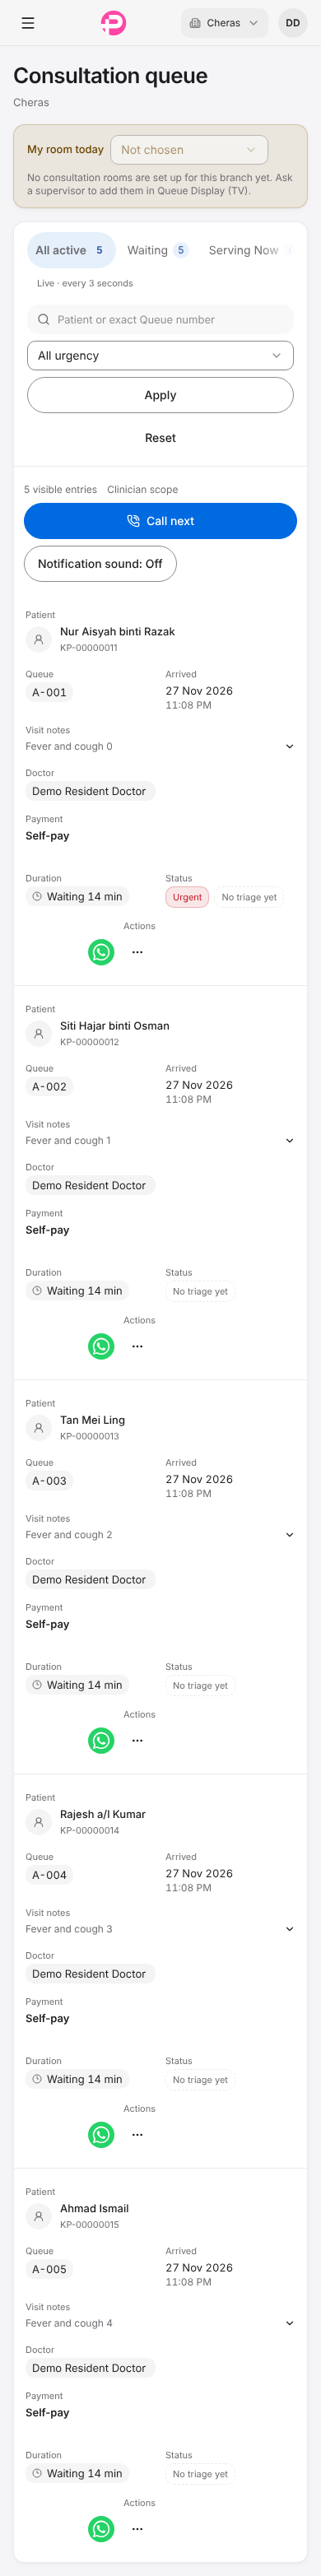 Cheras
DD
Consultation queue
Cheras
My room today
Not chosen
No consultation rooms are set up for this branch yet. Ask
a supervisor to add them in Queue Display (TV).
All active 5
Waiting 5
Serving Now
Live · every 3 seconds
Patient or exact Queue number
All urgency
Apply
Reset
5 visible entries Clinician scope
Call next
Notification sound: Off
Patient
Nur Aisyah binti Razak
KP-00000011
Queue Arrived
A-001 27 Nov 2026
11:08 PM
Visit notes
Fever and cough 0
Doctor
Demo Resident Doctor
Payment
Self-pay
Duration Status
Waiting 14 min Urgent No triage yet
Actions
Patient
Siti Hajar binti Osman
KP-00000012
Queue Arrived
A-002 27 Nov 2026
11:08 PM
Visit notes
Fever and cough 1
Doctor
Demo Resident Doctor
Payment
Self-pay
Duration Status
Waiting 14 min No triage yet
Actions
Patient
Tan Mei Ling
KP-00000013
Queue Arrived
A-003 27 Nov 2026
11:08 PM
Visit notes
Fever and cough 2
Doctor
Demo Resident Doctor
Payment
Self-pay
Duration Status
Waiting 14 min No triage yet
Actions
Patient
Rajesh a/l Kumar
KP-00000014
Queue Arrived
A-004 27 Nov 2026
11:08 PM
Visit notes
Fever and cough 3
Doctor
Demo Resident Doctor
Payment
Self-pay
Duration Status
Waiting 14 min No triage yet
Actions
Patient
Ahmad Ismail
KP-00000015
Queue Arrived
A-005 27 Nov 2026
11:08 PM
Visit notes
Fever and cough 4
Doctor
Demo Resident Doctor
Payment
Self-pay
Duration Status
Waiting 14 min No triage yet
Actions